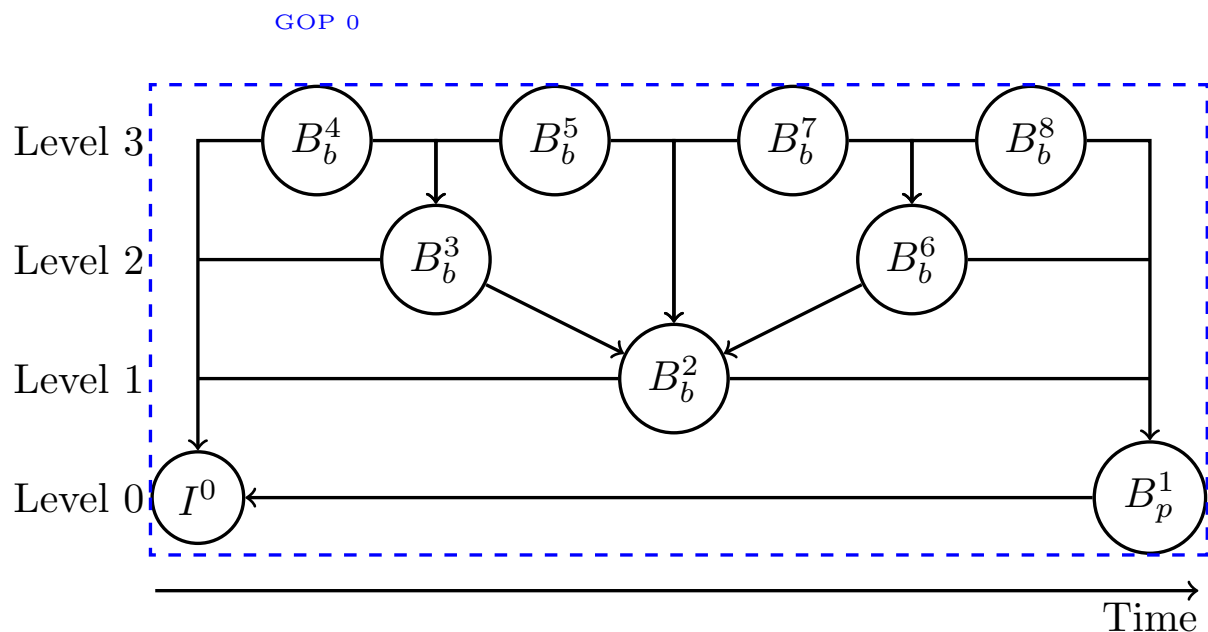 GOP 0
Level 3 $B_b^4$ $B_b^5$ $B_b^7$ $B_b^8$
Level 2 $B_b^3$ $B_b^6$
Level 1 $B_b^2$
Level 0 $I^0$ $B_p^1$
Time